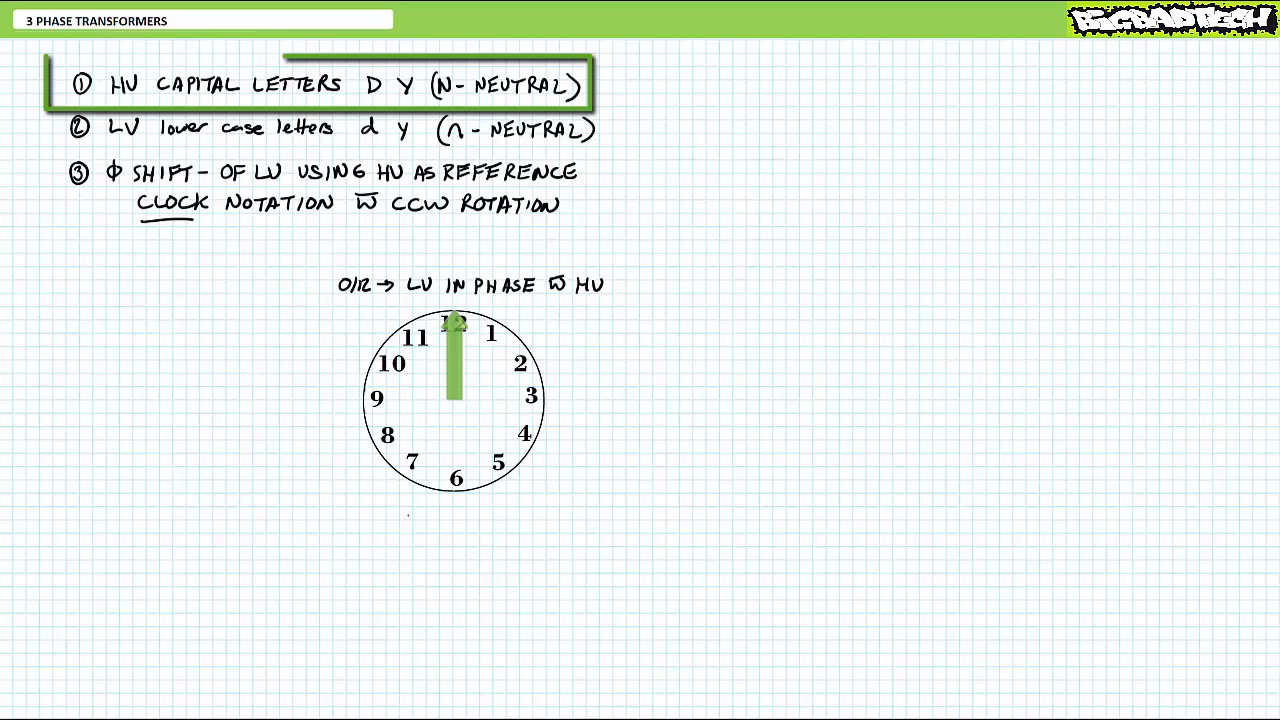 3 PHASE TRANSFORMERS
BIGBADTECH
① HV CAPITAL LETTERS D Y (N - NEUTRAL)
② LV lower case letters d y (n - NEUTRAL)
③ ϕ SHIFT - OF LV USING HV AS REFERENCE
CLOCK NOTATION w̅ CCW ROTATION
0/12 → LV IN PHASE w̅ HV
12
11 1
10 2
9 3
8 4
7 5
6